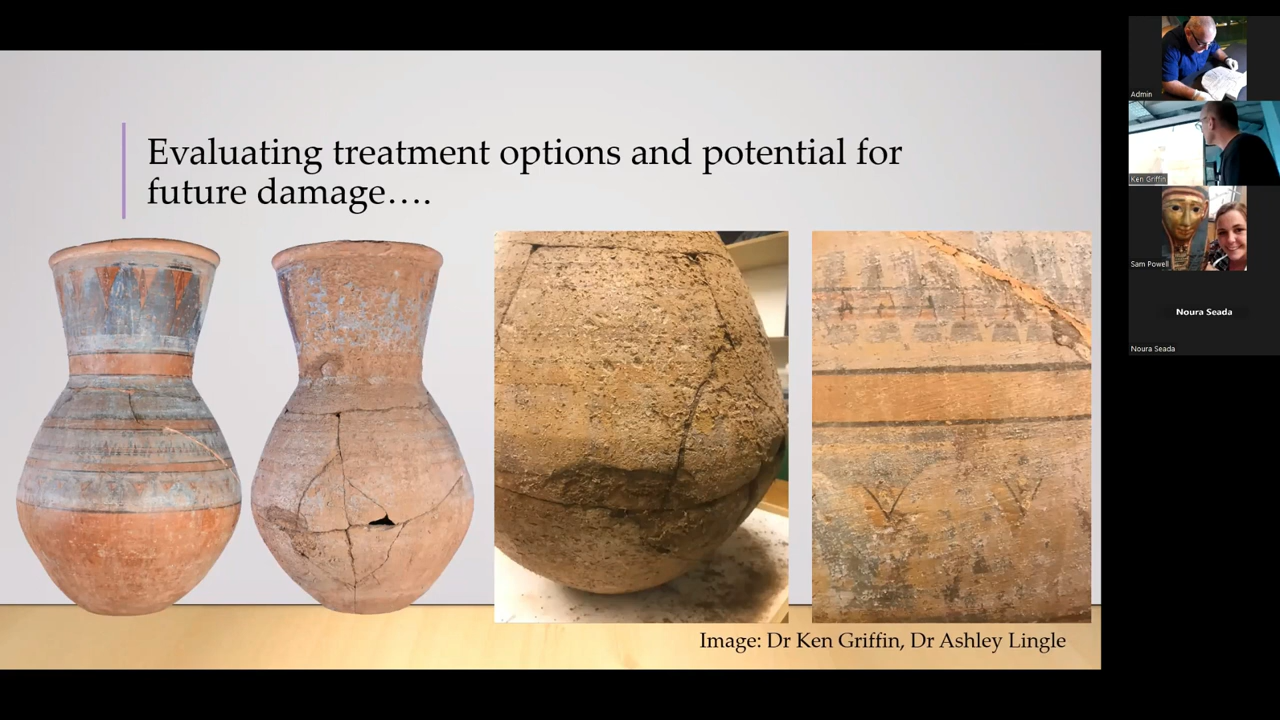 Evaluating treatment options and potential for
future damage….
Image: Dr Ken Griffin, Dr Ashley Lingle
Admin
Ken Griffin
Sam Powell
Noura Seada
Noura Seada